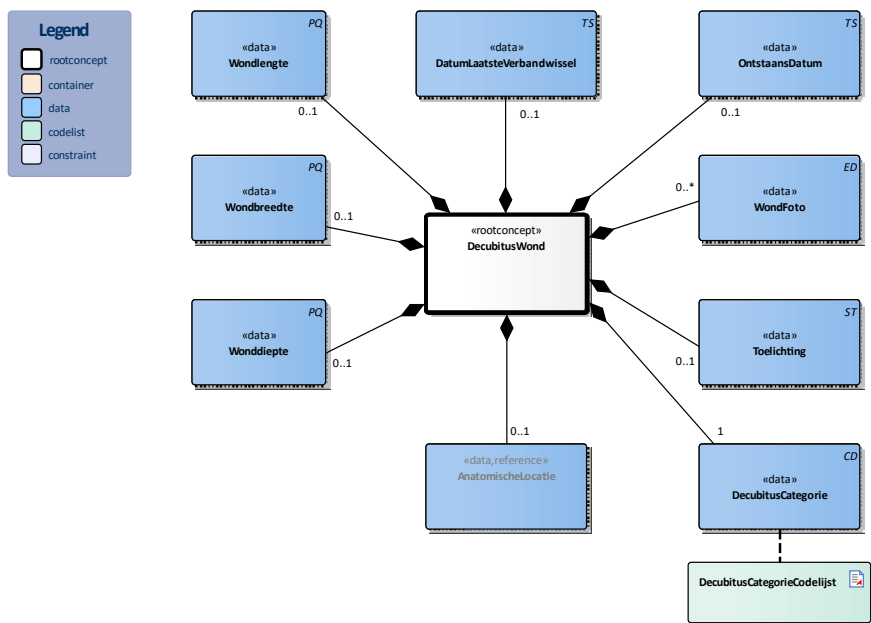 Legend
rootconcept
container
data
codelist
constraint
PQ
«data»
Wondlengte
0..1
TS
«data»
DatumLaatsteVerbandwissel
0..1
TS
«data»
OntstaansDatum
0..1
PQ
«data»
Wondbreedte
0..1
«rootconcept»
DecubitusWond
ED
«data»
WondFoto
0..*
PQ
«data»
Wonddiepte
0..1
ST
«data»
Toelichting
0..1
0..1
«data,reference»
AnatomischeLocatie
1
CD
«data»
DecubitusCategorie
DecubitusCategorieCodelijst